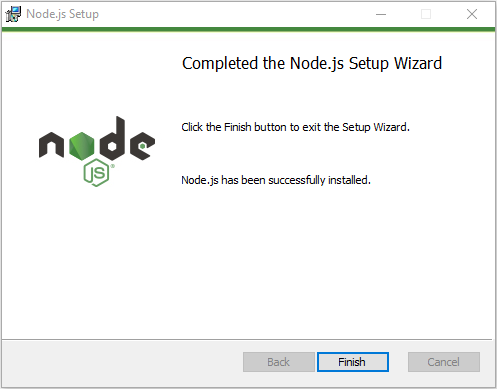 Node.js Setup
Completed the Node.js Setup Wizard
Click the Finish button to exit the Setup Wizard.
node
JS
Node.js has been successfully installed.
Back
Finish
Cancel